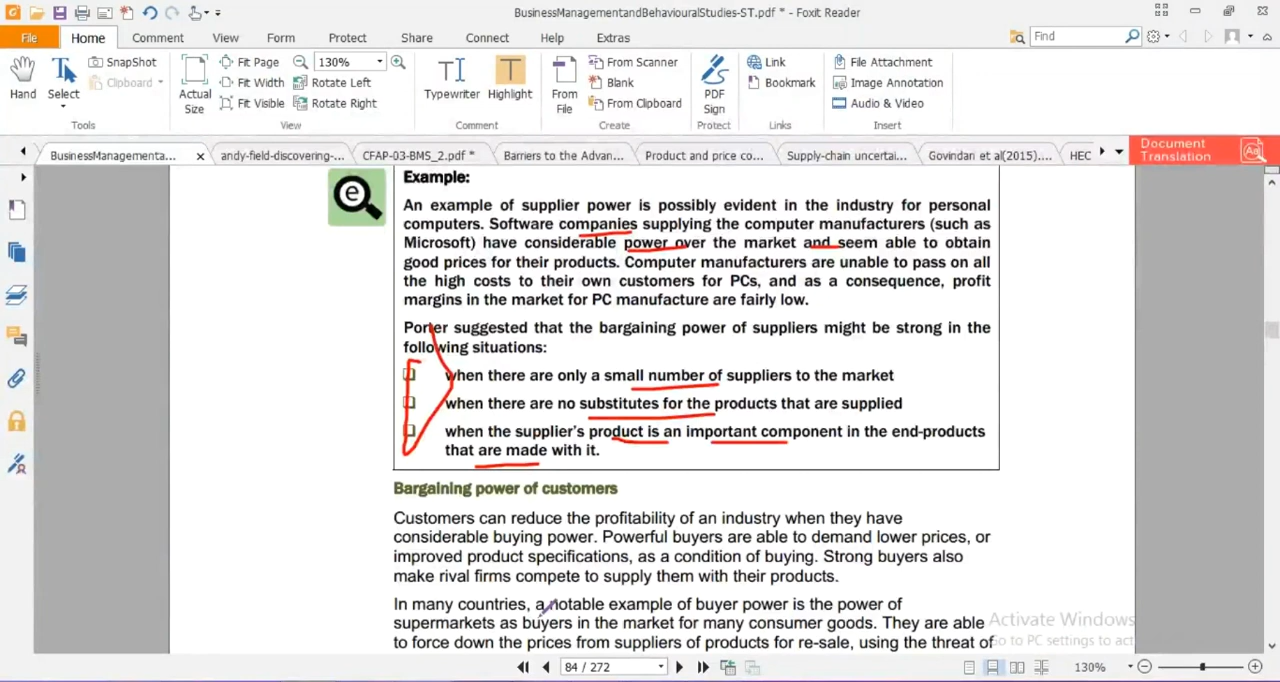 BusinessManagementandBehaviouralStudies-ST.pdf * - Foxit Reader
File Home Comment View Form Protect Share Connect Help Extras Find
SnapShot Fit Page 130% From Scanner Link File Attachment
Clipboard Fit Width Rotate Left Blank Bookmark Image Annotation
Hand Select Actual Size Fit Visible Rotate Right Typewriter Highlight From File From Clipboard PDF Sign Audio & Video
Tools View Comment Create Protect Links Insert
BusinessManagementa... x andy-field-discovering-... CFAP-03-BMS_2.pdf * Barriers to the Advan... Product and price co... Supply-chain uncertai... Govindan et al(2015).... HEC
Document
Translation
Example:
An example of supplier power is possibly evident in the industry for personal
computers. Software companies supplying the computer manufacturers (such as
Microsoft) have considerable power over the market and seem able to obtain
good prices for their products. Computer manufacturers are unable to pass on all
the high costs to their own customers for PCs, and as a consequence, profit
margins in the market for PC manufacture are fairly low.
Porter suggested that the bargaining power of suppliers might be strong in the
following situations:
when there are only a small number of suppliers to the market
when there are no substitutes for the products that are supplied
when the supplier's product is an important component in the end-products
that are made with it.
Bargaining power of customers
Customers can reduce the profitability of an industry when they have
considerable buying power. Powerful buyers are able to demand lower prices, or
improved product specifications, as a condition of buying. Strong buyers also
make rival firms compete to supply them with their products.
In many countries, a notable example of buyer power is the power of
supermarkets as buyers in the market for many consumer goods. They are able
to force down the prices from suppliers of products for re-sale, using the threat of
Activate Windows
Go to PC settings to act
84 / 272
130%